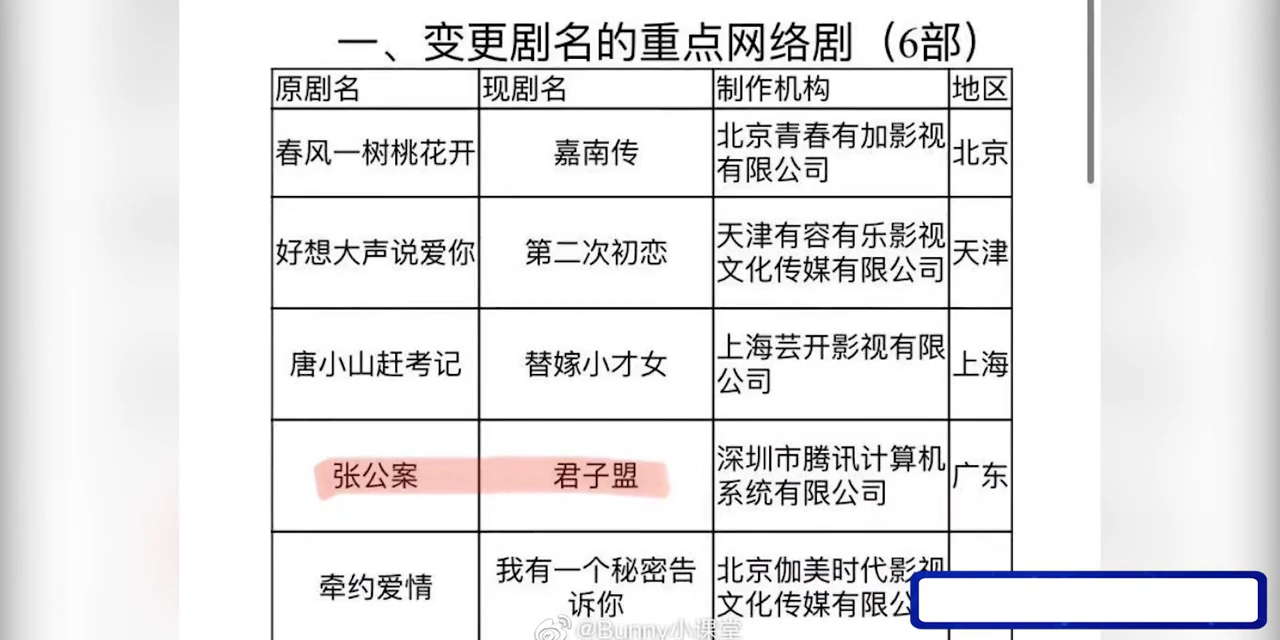 一、变更剧名的重点网络剧（6部）
原剧名 现剧名 制作机构 地区
春风一树桃花开 嘉南传 北京青春有加影视
有限公司 北京
好想大声说爱你 第二次初恋 天津有容有乐影视
文化传媒有限公司 天津
唐小山赶考记 替嫁小才女 上海芸开影视有限
公司 上海
张公案 君子盟 深圳市腾讯计算机
系统有限公司 广东
牵约爱情 我有一个秘密告
诉你 北京伽美时代影视
文化传媒有限公
@Bunny小课堂